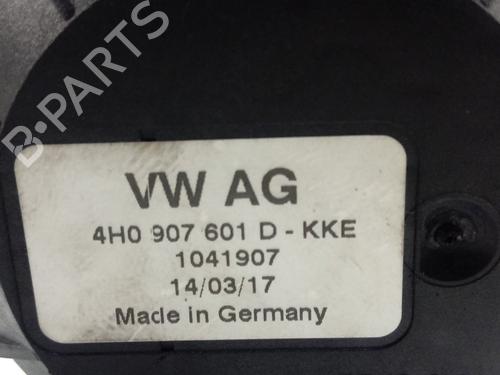 B-PARTS
VW AG
4H0 907 601 D - KKE
1041907
14/03/17
Made in Germany